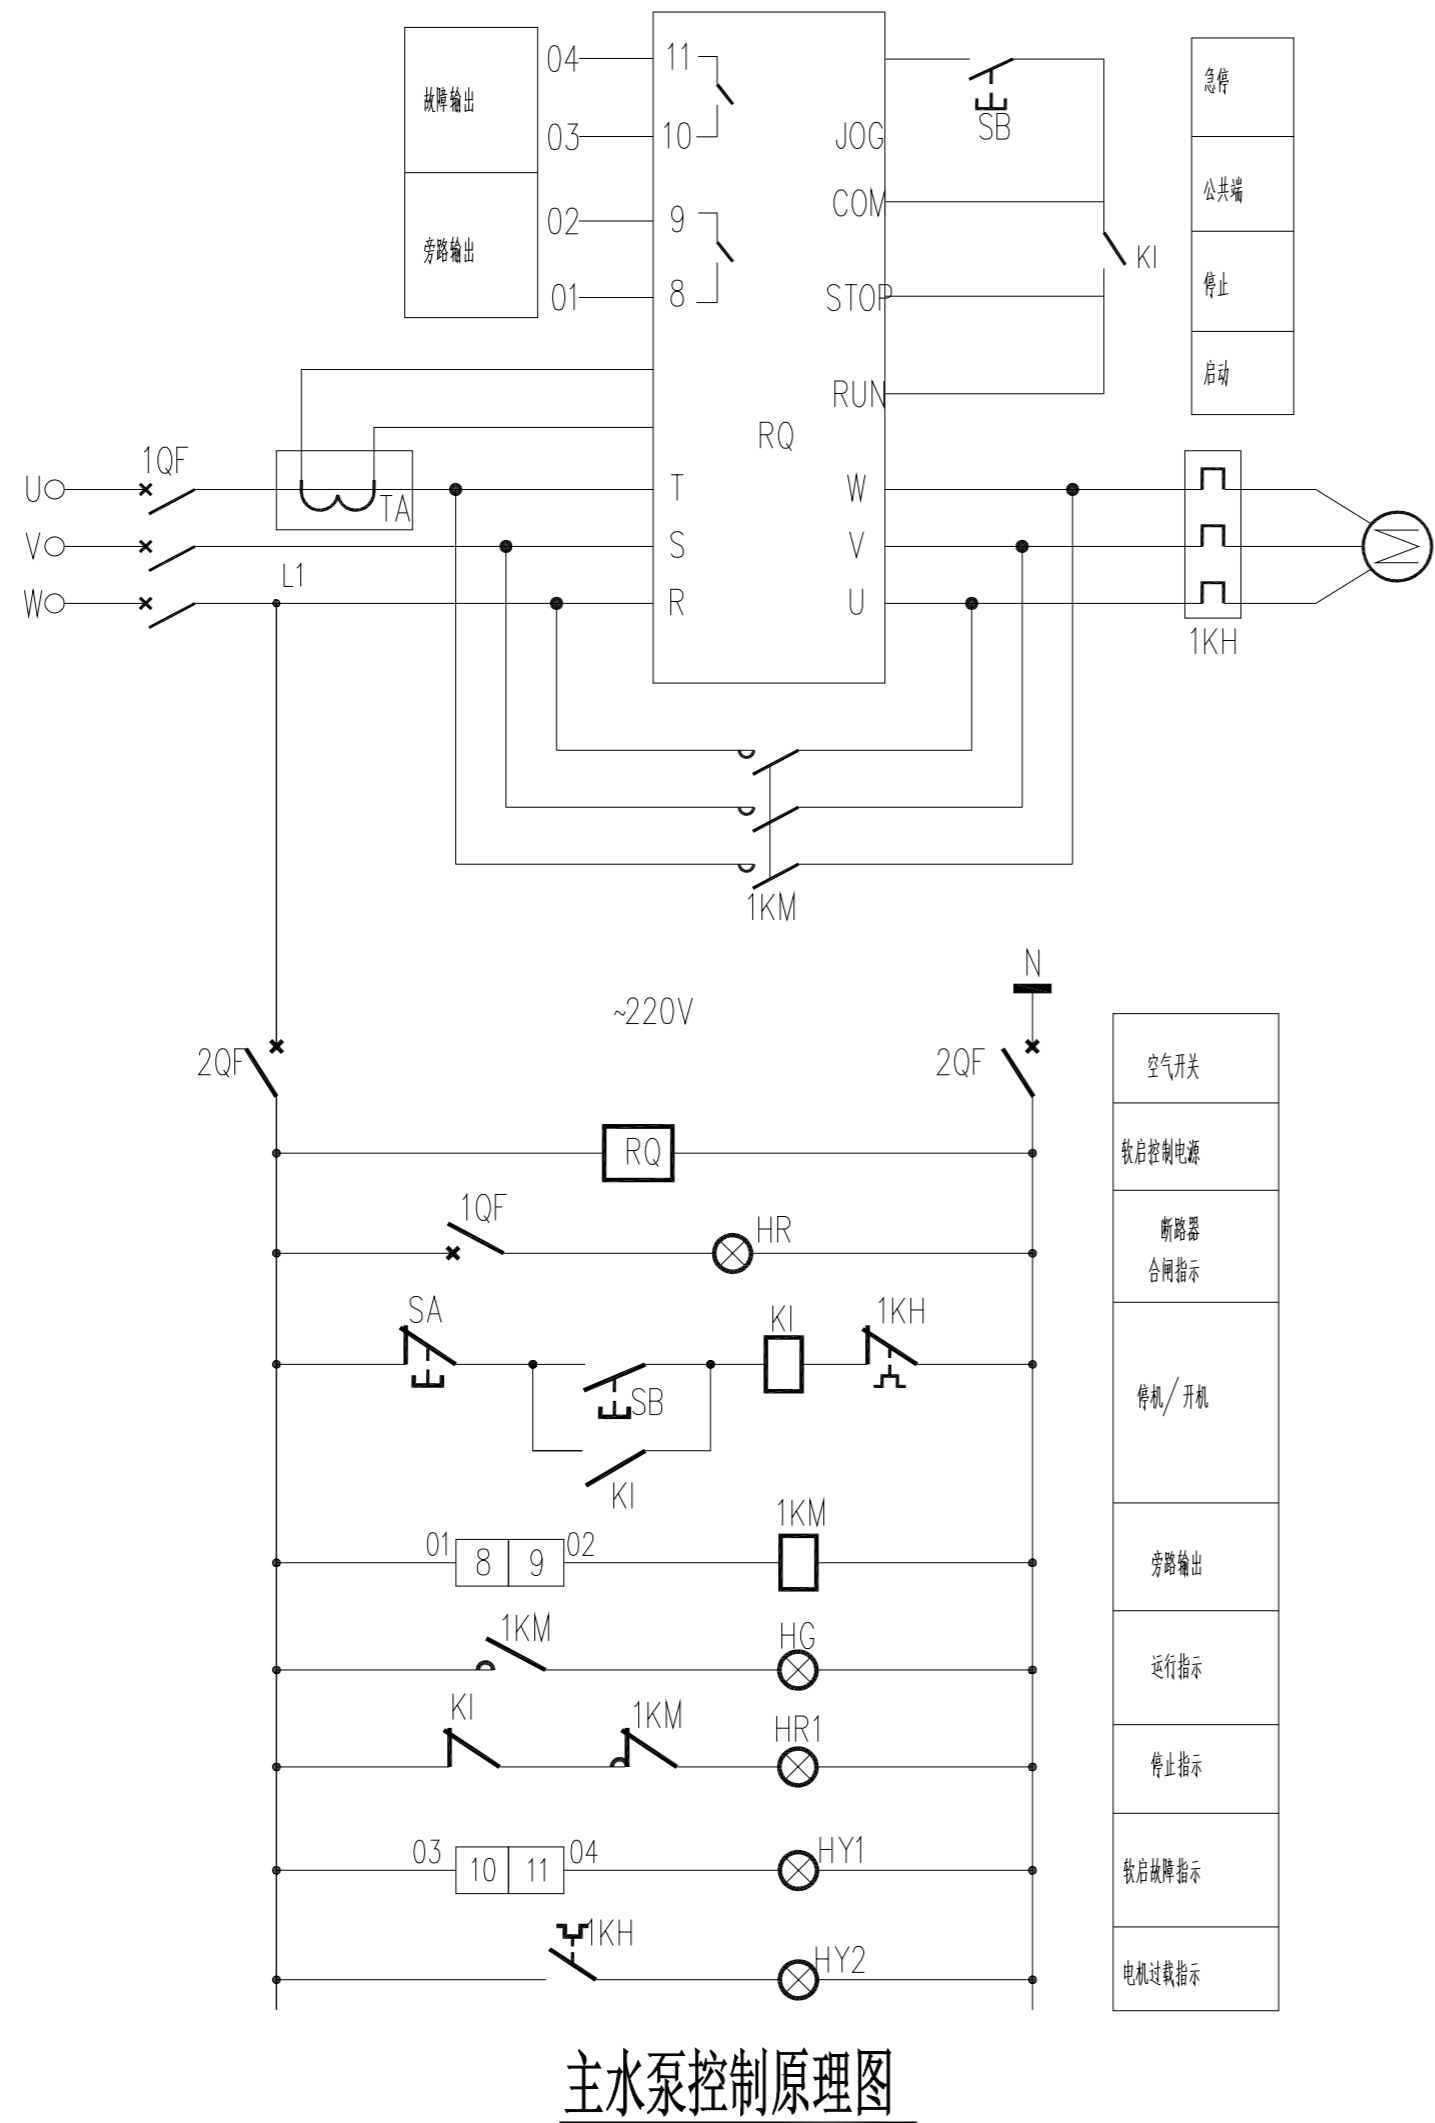 04
11
故障输出
03
10
JOG
SB
急停
02
9
COM
公共端
旁路输出
KI
01
8
STOP
停止
RUN
启动
RQ
1QF
U
TA
T
W
V
S
V
L1
W
R
U
M
1KH
1KM
N
~220V
2QF
2QF
空气开关
RQ
软启控制电源
1QF
HR
断路器
合闸指示
SA
KI
1KH
SB
停机/开机
KI
1KM
01
8
9
02
旁路输出
1KM
HG
运行指示
KI
1KM
HR1
停止指示
03
10
11
04
HY1
软启故障指示
1KH
HY2
电机过载指示
主水泵控制原理图